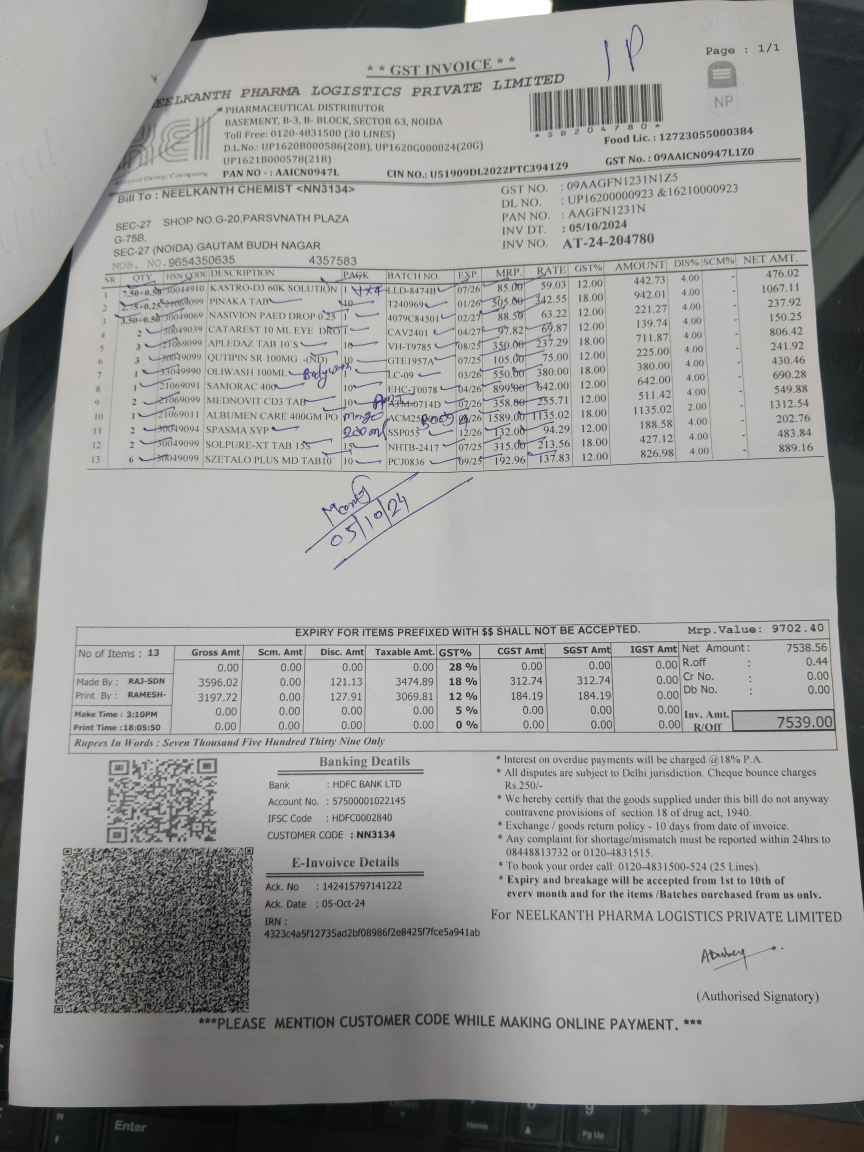 ** GST INVOICE **
1P
Page : 1/1
NEELKANTH PHARMA LOGISTICS PRIVATE LIMITED
PHARMACEUTICAL DISTRIBUTOR
BASEMENT, B-3, B- BLOCK, SECTOR 63, NOIDA
Toll Free: 0120-4831500 (30 LINES)
D.L.No.: UP1620B000586(20B), UP1620G000024(20G)
UP1621B000578(21B)
PAN NO - : AAICN0947L
CIN NO.: U51909DL2022PTC394129
NP
*SB204780*
Food Lic. : 12723055000384
GST No. : 09AAICN0947L1Z0
Bill To : NEELKANTH CHEMIST <NN3134>
SEC-27 SHOP NO.G-20,PARSVNATH PLAZA
G-75B,
SEC-27 (NOIDA) GAUTAM BUDH NAGAR
MOB. NO.9654350635 4357583
GST NO. : 09AAGFN1231N1Z5
DL NO. : UP16200000923 &16210000923
PAN NO. : AAGFN1231N
INV DT. : 05/10/2024
INV NO. AT-24-204780
SR QTY HSN CODE DESCRIPTION PACK BATCH NO. EXP. MRP. RATE GST% AMOUNT DIS% SCM% NET AMT.
1 7.50+0.50 30044910 KASTRO-D3 60K SOLUTION 1 LLD-8474B 07/26 85.00 59.03 12.00 442.73 4.00 - 476.02
2 2.75+0.25 21069099 PINAKA TAB 10 T240969 01/26 505.00 342.55 18.00 942.01 4.00 - 1067.11
3 3.50+0.50 30049069 NASIVION PAED DROP 0.25 1 4079C84501 02/27 88.50 63.22 12.00 221.27 4.00 - 237.92
4 2 30049039 CATAREST 10 ML EYE DRO 1 CAV2401 04/27 97.82 69.87 12.00 139.74 4.00 - 150.25
5 3 21069099 APLEDAZ TAB 10'S 10 VH-T9785 08/25 350.00 237.29 18.00 711.87 4.00 - 806.42
6 3 30049099 QUTIPIN SR 100MG -(ND) 10 GTE1957A 07/25 105.00 75.00 12.00 225.00 4.00 - 241.92
7 1 33049990 OLIWASH 100ML 1 LC-09 03/26 550.00 380.00 18.00 380.00 4.00 - 430.46
8 1 21069091 SAMORAC 400 10 EHC-T0078 04/26 899.00 642.00 12.00 642.00 4.00 - 690.28
9 2 21069099 MEDNOVIT CD3 TAB ATM-0714D 07/26 358.00 255.71 12.00 511.42 4.00 - 549.88
10 1 21069011 ALBUMEN CARE 400GM PO mango 1589.00 1135.02 18.00 1135.02 2.00 - 1312.54
11 2 30049094 SPASMA SYP 200ml SSP055 12/26 132.00 94.29 12.00 188.58 4.00 - 202.76
12 2 30049099 SOLPURE-XT TAB 15S 15 NHTB-2417 07/25 315.00 213.56 18.00 427.12 4.00 - 483.84
13 6 30049099 SZETALO PLUS MD TAB10' 10 PCJ0836 09/25 192.96 137.83 12.00 826.98 4.00 - 889.16
05/10/24
EXPIRY FOR ITEMS PREFIXED WITH $$ SHALL NOT BE ACCEPTED. Mrp.Value: 9702.40
No of Items : 13 Gross Amt Scm. Amt Disc. Amt Taxable Amt. GST% CGST Amt SGST Amt IGST Amt Net Amount: 7538.56
0.00 0.00 0.00 0.00 28 % 0.00 0.00 0.00 R.off : 0.44
Made By : RAJ-SDN 3596.02 0.00 121.13 3474.89 18 % 312.74 312.74 0.00 Cr No. : 0.00
Print By : RAMESH- 3197.72 0.00 127.91 3069.81 12 % 184.19 184.19 0.00 Db No. : 0.00
Make Time : 3:10PM 0.00 0.00 0.00 0.00 5 % 0.00 0.00 0.00
Print Time : 18:05:50 0.00 0.00 0.00 0.00 0 % 0.00 0.00 0.00 Inv. Amt. R/Off 7539.00
Rupees In Words : Seven Thousand Five Hundred Thirty Nine Only
Banking Deatils
Bank : HDFC BANK LTD
Account No. : 57500001022145
IFSC Code : HDFC0002840
CUSTOMER CODE : NN3134
E-Invoivce Details
Ack. No : 142415797141222
Ack. Date : 05-Oct-24
IRN :
4323c4a5f12735ad2bf08986f2e8425f7fce5a941ab
* Interest on overdue payments will be charged @18% P.A.
* All disputes are subject to Delhi jurisdiction. Cheque bounce charges
Rs.250/-
* We hereby certify that the goods supplied under this bill do not anyway
contravene provisions of section 18 of drug act, 1940.
* Exchange / goods return policy - 10 days from date of invoice.
* Any complaint for shortage/mismatch must be reported within 24hrs to
08448813732 or 0120-4831515.
* To book your order call: 0120-4831500-524 (25 Lines).
* Expiry and breakage will be accepted from 1st to 10th of
every month and for the items /Batches purchased from us only.
For NEELKANTH PHARMA LOGISTICS PRIVATE LIMITED
ADubey
(Authorised Signatory)
***PLEASE MENTION CUSTOMER CODE WHILE MAKING ONLINE PAYMENT. ***
Enter
Home
PgUp